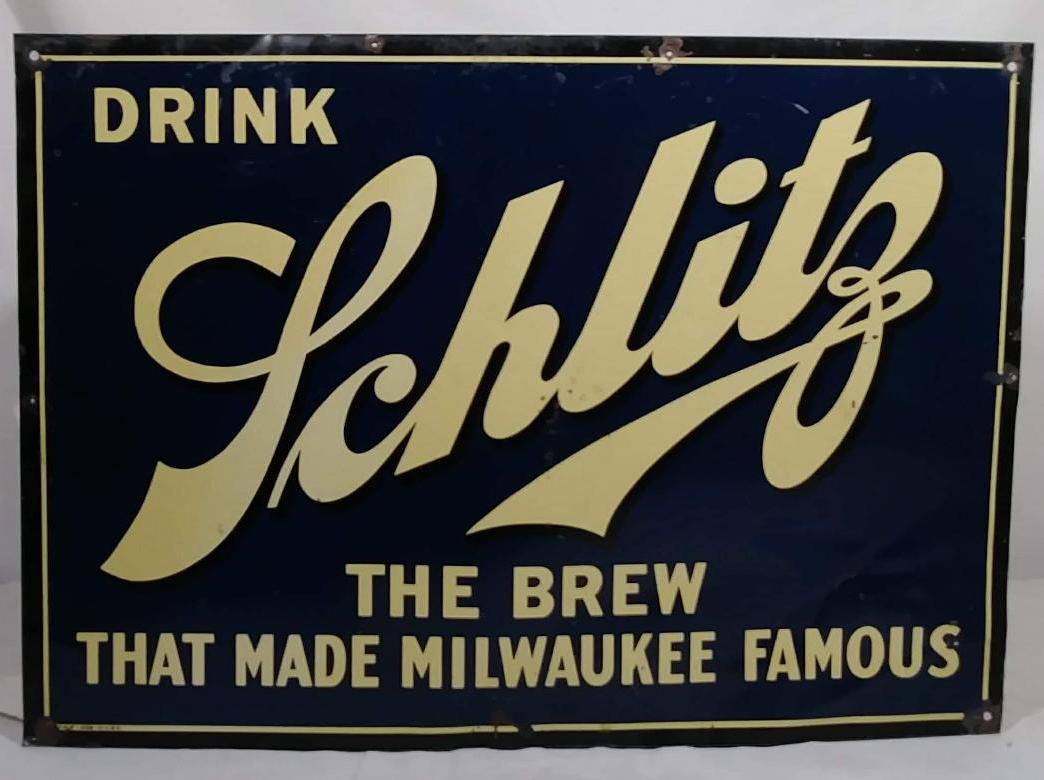 DRINK
Schlitz
THE BREW
THAT MADE MILWAUKEE FAMOUS